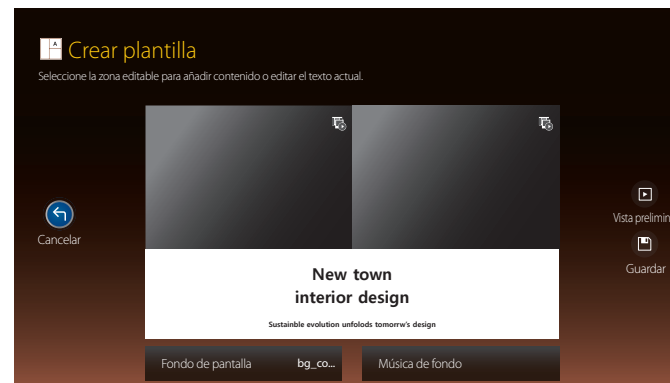 Crear plantilla
Seleccione la zona editable para añadir contenido o editar el texto actual.
Cancelar
New town
interior design
Sustainble evolution unfolods tomorrw's design
Vista prelimin
Guardar
Fondo de pantalla bg_co...
Música de fondo